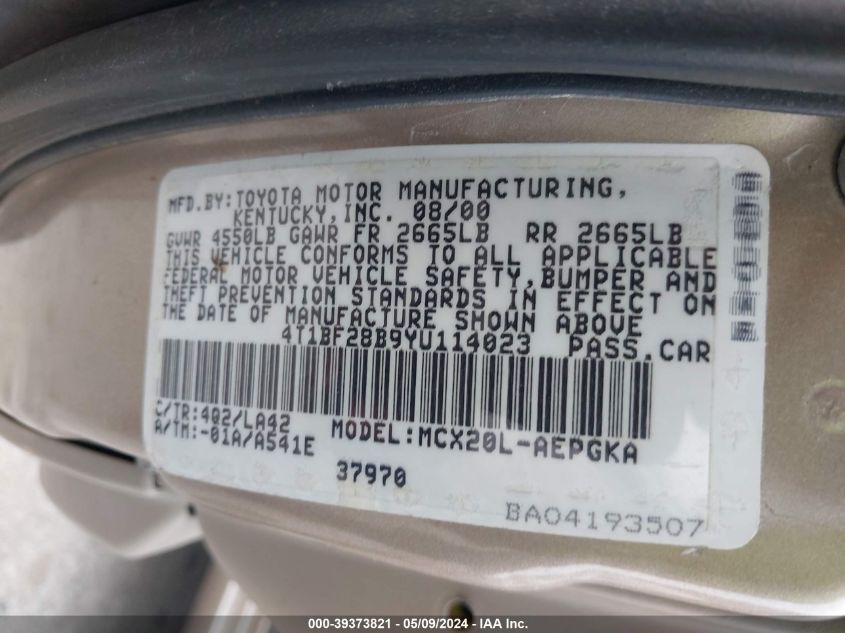 MFD.BY:TOYOTA MOTOR MANUFACTURING,
KENTUCKY,INC. 08/00
GVWR 4550LB GAWR FR 2665LB RR 2665LB
THIS VEHICLE CONFORMS TO ALL APPLICABLE
FEDERAL MOTOR VEHICLE SAFETY,BUMPER AND
THEFT PREVENTION STANDARDS IN EFFECT ON
THE DATE OF MANUFACTURE SHOWN ABOVE
4T1BF28B9YU114023 PASS.CAR
C/TR:4Q2/LA42 MODEL:MCX20L-AEPGKA
A/TM:-01A/A541E
37970
BA04193507
000-39373821 - 05/09/2024 - IAA Inc.